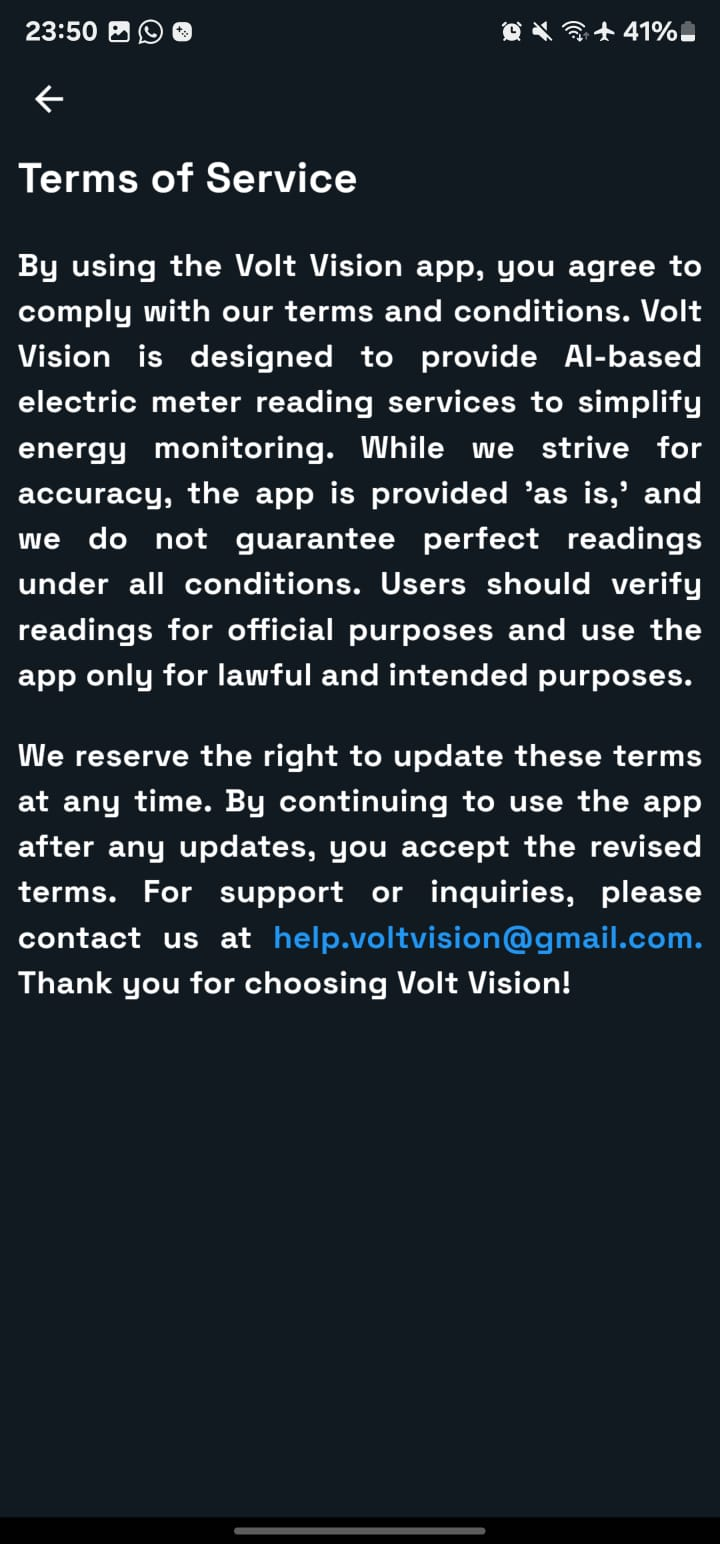 23:50
41%
Terms of Service
By using the Volt Vision app, you agree to
comply with our terms and conditions. Volt
Vision is designed to provide AI-based
electric meter reading services to simplify
energy monitoring. While we strive for
accuracy, the app is provided ’as is,’ and
we do not guarantee perfect readings
under all conditions. Users should verify
readings for official purposes and use the
app only for lawful and intended purposes.
We reserve the right to update these terms
at any time. By continuing to use the app
after any updates, you accept the revised
terms. For support or inquiries, please
contact us at help.voltvision@gmail.com.
Thank you for choosing Volt Vision!